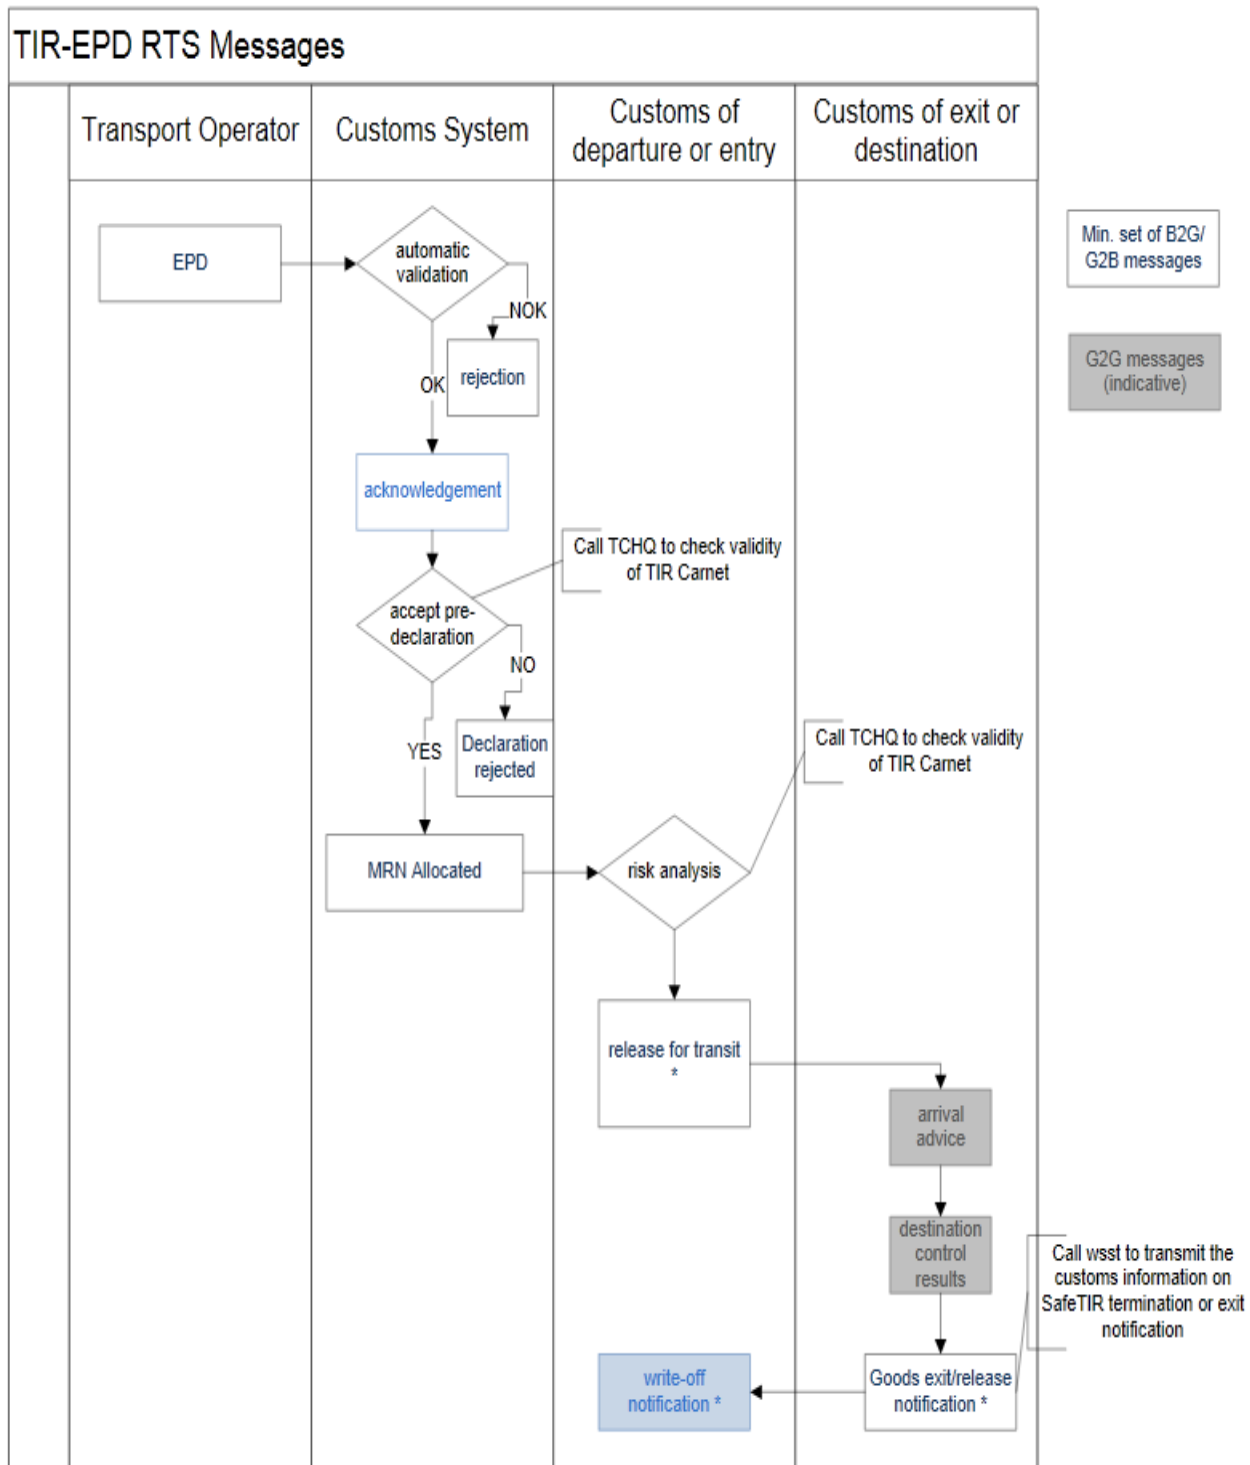 TIR-EPD RTS Messages
Transport Operator
Customs System
Customs of
departure or entry
Customs of exit or
destination
EPD
automatic
validation
Min. set of B2G/
G2B messages
NOK
rejection
OK
G2G messages
(indicative)
acknowledgement
Call TCHQ to check validity
of TIR Carnet
accept pre-
declaration
NO
YES
Declaration
rejected
Call TCHQ to check validity
of TIR Carnet
MRN Allocated
risk analysis
release for transit
*
arrival
advice
destination
control
results
Call wsst to transmit the
customs information on
SafeTIR termination or exit
notification
write-off
notification *
Goods exit/release
notification *